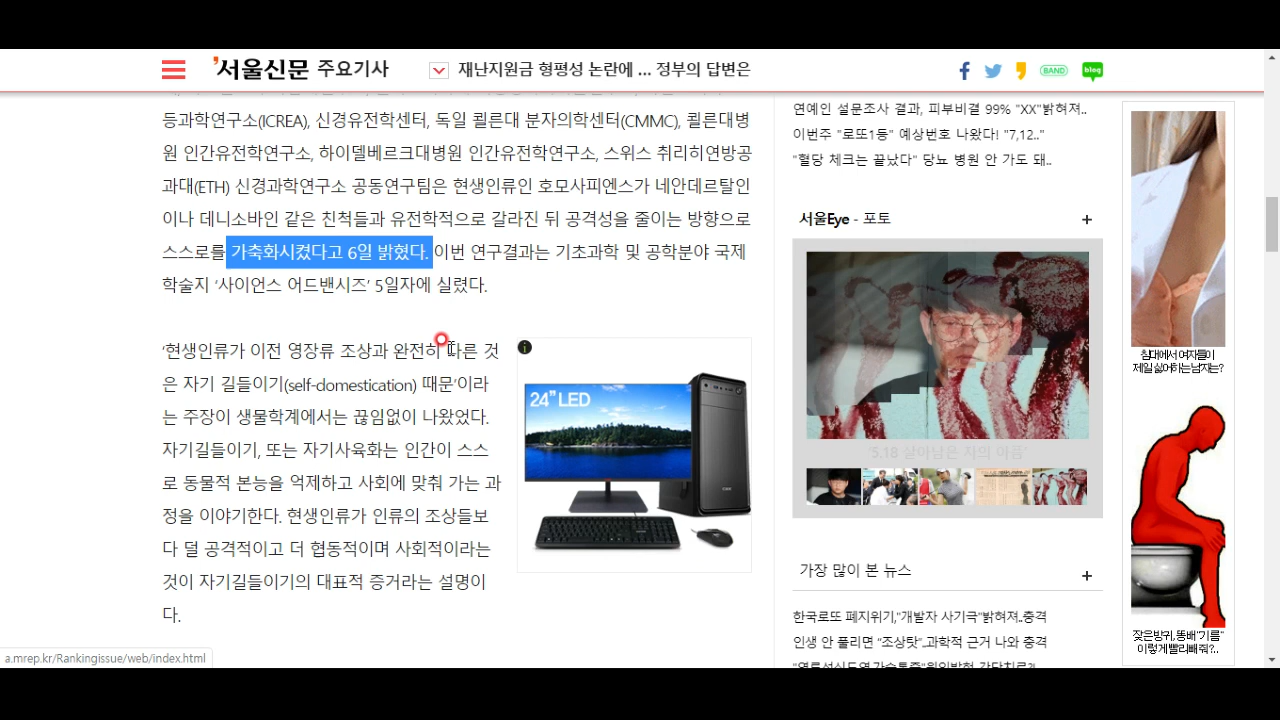 서울신문 주요기사
재난지원금 형평성 논란에 ... 정부의 답변은
BAND
blog
등과학연구소(ICREA), 신경유전학센터, 독일 쾰른대 분자의학센터(CMMC), 쾰른대병
원 인간유전학연구소, 하이델베르크대병원 인간유전학연구소, 스위스 취리히연방공
과대(ETH) 신경과학연구소 공동연구팀은 현생인류인 호모사피엔스가 네안데르탈인
이나 데니소바인 같은 친척들과 유전학적으로 갈라진 뒤 공격성을 줄이는 방향으로
스스로를 가축화시켰다고 6일 밝혔다. 이번 연구결과는 기초과학 및 공학분야 국제
학술지 ‘사이언스 어드밴시즈’ 5일자에 실렸다.
‘현생인류가 이전 영장류 조상과 완전히 다른 것
은 자기 길들이기(self-domestication) 때문’이라
는 주장이 생물학계에서는 끊임없이 나왔었다.
자기길들이기, 또는 자기사육화는 인간이 스스
로 동물적 본능을 억제하고 사회에 맞춰 가는 과
정을 이야기한다. 현생인류가 인류의 조상들보
다 덜 공격적이고 더 협동적이며 사회적이라는
것이 자기길들이기의 대표적 증거라는 설명이
다.
24" LED
연예인 설문조사 결과, 피부비결 99% "XX"밝혀져..
이번주 "로또1등" 예상번호 나왔다! "7,12.."
"혈당 체크는 끝났다" 당뇨 병원 안 가도 돼..
서울Eye - 포토
+
‘5.18 살아남은 자의 아픔’
가장 많이 본 뉴스
+
한국로또 폐지위기,"개발자 사기극"밝혀져..충격
인생 안 풀리면 “조상탓”..과학적 근거 나와 충격
침대에서 여자들이
제일 싫어하는 남자는?
잦은방귀, 똥배"기름"
이렇게빨리빼줘?..
a.mrep.kr/Rankingissue/web/index.html